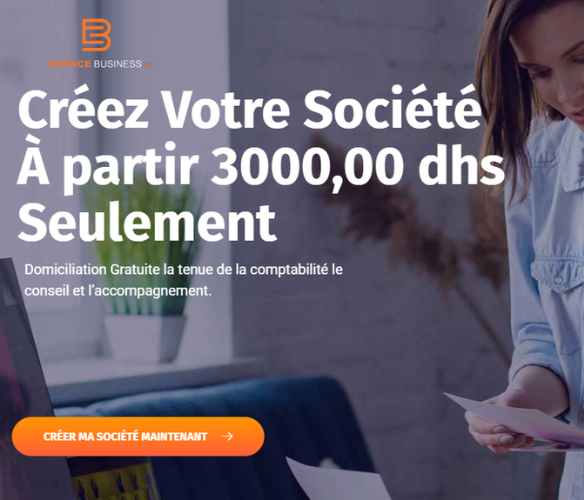 ESPACE BUSINESS
Créez Votre Société
À partir 3000,00 dhs
Seulement
Domiciliation Gratuite la tenue de la comptabilité le
conseil et l'accompagnement.
CRÉER MA SOCIÉTÉ MAINTENANT